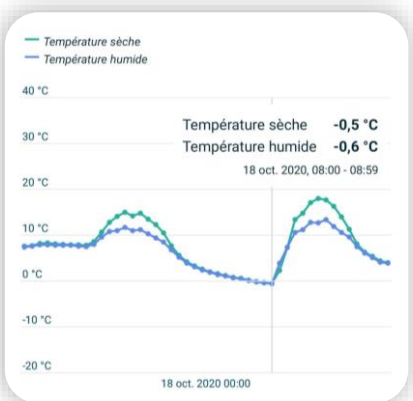 Température sèche
Température humide
40 °C
Température sèche -0,5 °C
30 °C
Température humide -0,6 °C
18 oct. 2020, 08:00 - 08:59
20 °C
10 °C
0 °C
-10 °C
-20 °C
18 oct. 2020 00:00